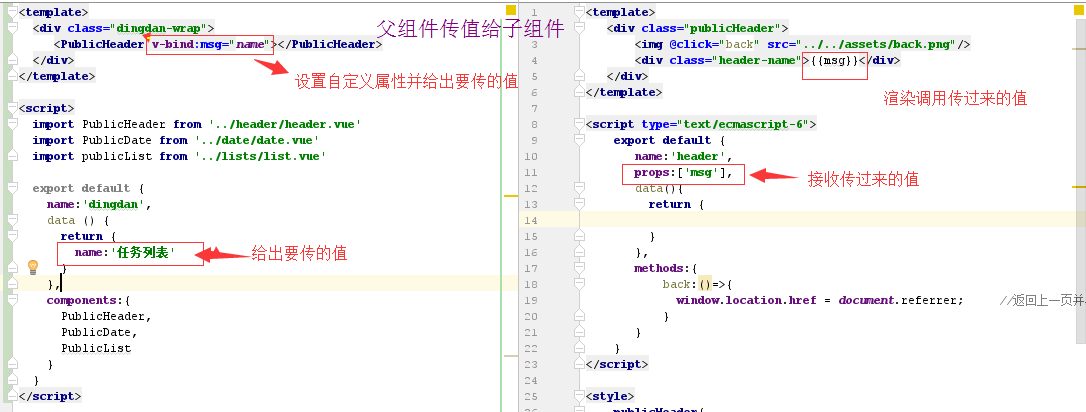 父组件传值给子组件
<template>
<div class="dingdan-wrap">
<PublicHeader v-bind:msg="name"></PublicHeader>
</div>
</template>
设置自定义属性并给出要传的值
<script>
import PublicHeader from '../header/header.vue'
import PublicDate from '../date/date.vue'
import publicList from '../lists/list.vue'
export default {
name:'dingdan',
data () {
return {
name:'任务列表'
给出要传的值
}
},
components:{
PublicHeader,
PublicDate,
PublicList
}
}
</script>
1 <template>
2 <div class="publicHeader">
3 <img @click="back" src="../../assets/back.png"/>
4 <div class="header-name">{{msg}}</div>
5 </div>
6 </template>
渲染调用传过来的值
7
8 <script type="text/ecmascript-6">
9 export default {
10 name:'header',
11 props:['msg'],
接收传过来的值
12 data(){
13 return {
14
15 }
16 },
17 methods:{
18 back:()=>{
19 window.location.href = document.referrer; //返回上一页并
20 }
21 }
22 }
23 </script>
24
25 <style>
26 .publicHeader{